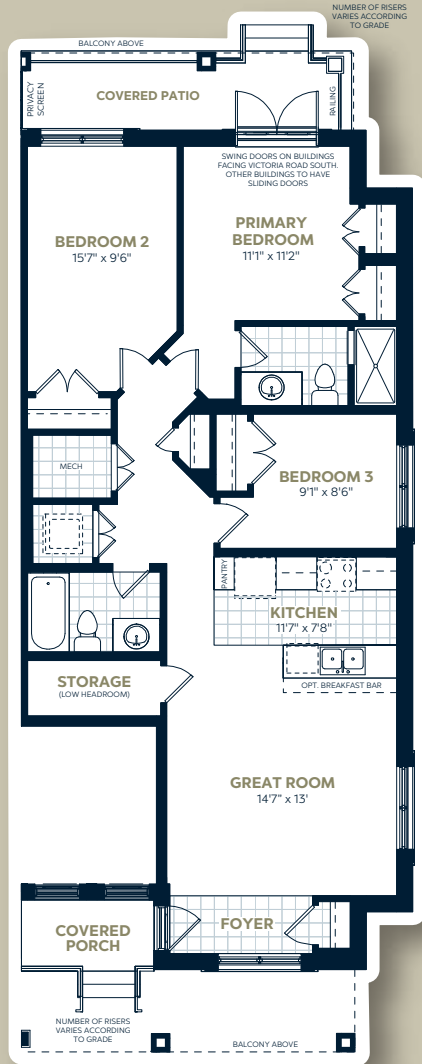 NUMBER OF RISERS
VARIES ACCORDING
TO GRADE
BALCONY ABOVE
PRIVACY
SCREEN
COVERED PATIO
RAILING
SWING DOORS ON BUILDINGS
FACING VICTORIA ROAD SOUTH.
OTHER BUILDINGS TO HAVE
SLIDING DOORS
PRIMARY
BEDROOM
11'1" x 11'2"
BEDROOM 2
15'7" x 9'6"
MECH
BEDROOM 3
9'1" x 8'6"
PANTRY
KITCHEN
11'7" x 7'8"
OPT. BREAKFAST BAR
STORAGE
(LOW HEADROOM)
GREAT ROOM
14'7" x 13'
FOYER
COVERED
PORCH
NUMBER OF RISERS
VARIES ACCORDING
TO GRADE
BALCONY ABOVE